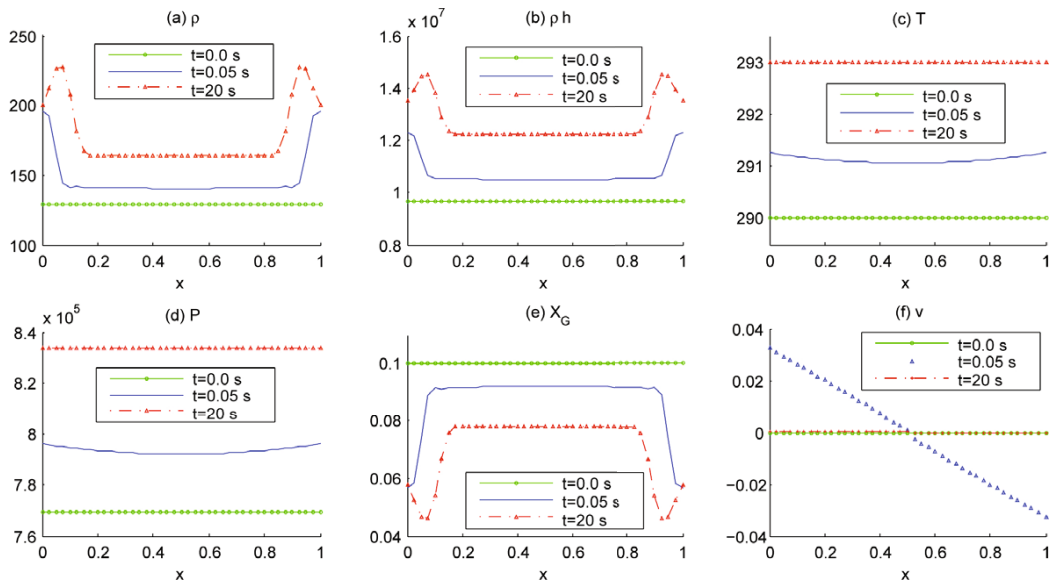 (a) ρ
250
200
150
100
0 0.2 0.4 0.6 0.8 1
x
t=0.0 s
t=0.05 s
t=20 s
(b) ρ h
x 10^7
1.6
1.4
1.2
1
0.8
0 0.2 0.4 0.6 0.8 1
x
t=0.0 s
t=0.05 s
t=20 s
(c) T
293
292
291
290
0 0.2 0.4 0.6 0.8 1
x
t=0.0 s
t=0.05 s
t=20 s
(d) P
x 10^5
8.4
8.2
8
7.8
7.6
0 0.2 0.4 0.6 0.8 1
x
t=0.0 s
t=0.05 s
t=20 s
(e) X_G
0.1
0.08
0.06
0.04
0 0.2 0.4 0.6 0.8 1
x
t=0.0 s
t=0.05 s
t=20 s
(f) v
0.04
0.02
0
−0.02
−0.04
0 0.2 0.4 0.6 0.8 1
x
t=0.0 s
t=0.05 s
t=20 s